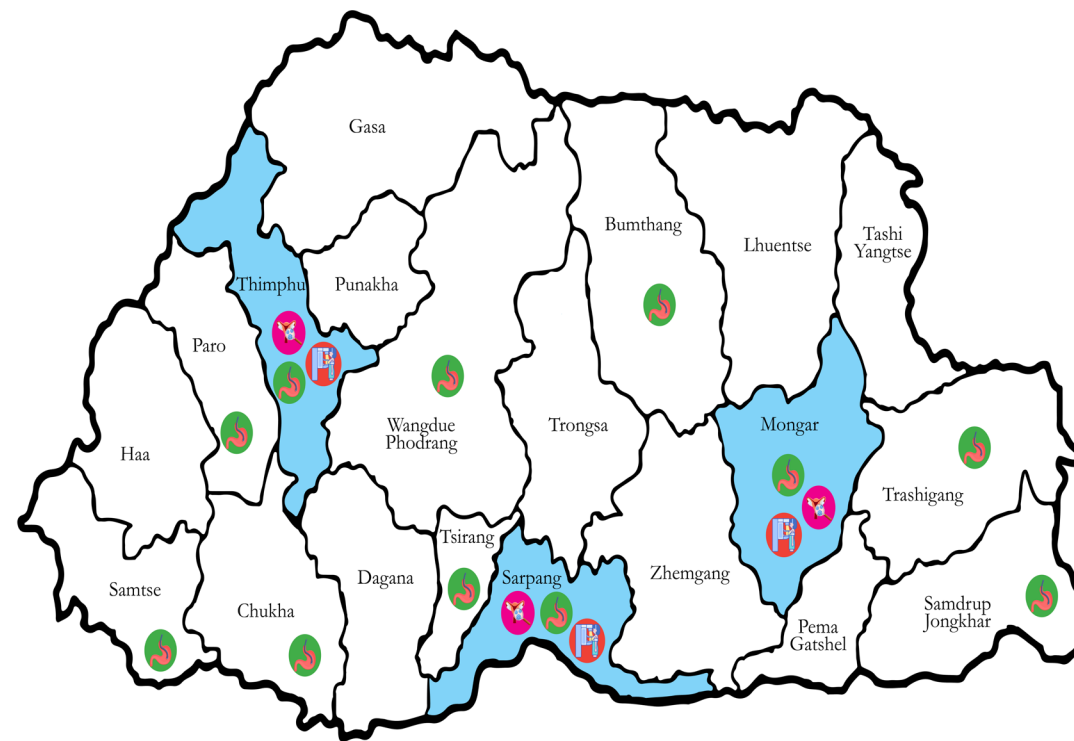 Gasa
Bumthang
Lhuentse
Tashi
Yangtse
Thimphu
Punakha
Paro
Wangdue
Phodrang
Trongsa
Mongar
Haa
Trashigang
Tsirang
Sarpang
Zhemgang
Dagana
Samtse
Chukha
Pema
Gatshel
Samdrup
Jongkhar